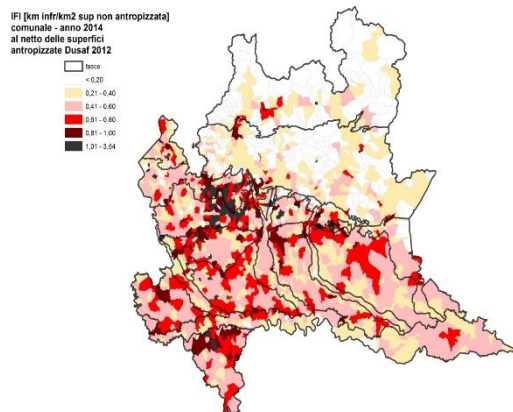 IFI [km infr/km2 sup non antropizzata]
comunale - anno 2014
al netto delle superfici
antropizzate Dusaf 2012
fasce
< 0,20
0,21 - 0,40
0,41 - 0,60
0,61 - 0,80
0,81 - 1,00
1,01 - 3,54